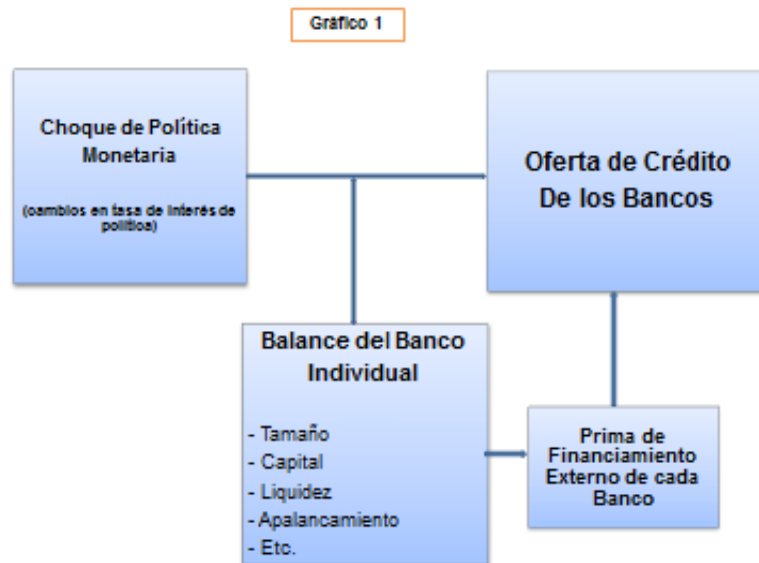 Gráfico 1
Choque de Política
Monetaria
(cambios en tasa de interés de
política)
Oferta de Crédito
De los Bancos
Balance del Banco
Individual
- Tamaño
- Capital
- Liquidez
- Apalancamiento
- Etc.
Prima de
Financiamiento
Externo de cada
Banco